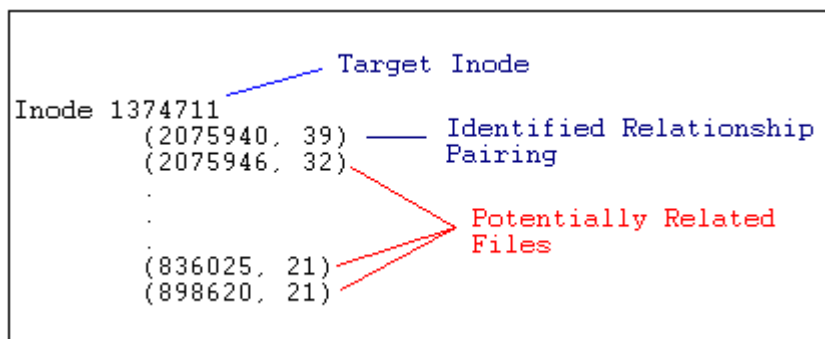 Target Inode
Inode 1374711
(2075940, 39)
Identified Relationship
Pairing
(2075946, 32)
.
.
.
Potentially Related
Files
(836025, 21)
(898620, 21)